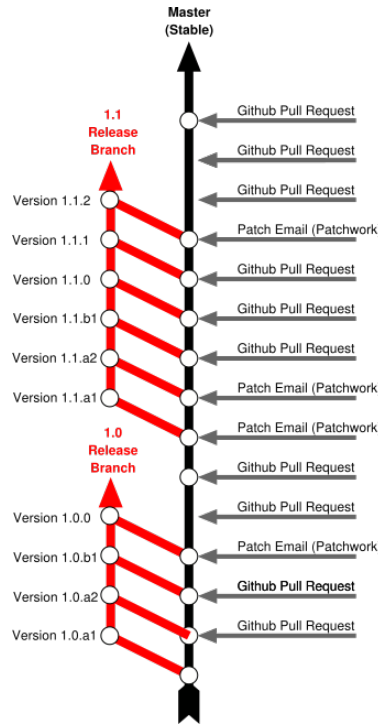 Master
(Stable)
Github Pull Request
1.1
Release
Branch
Github Pull Request
Github Pull Request
Version 1.1.2
Patch Email (Patchwork
Version 1.1.1
Github Pull Request
Version 1.1.0
Github Pull Request
Version 1.1.b1
Github Pull Request
Version 1.1.a2
Patch Email (Patchwork
Version 1.1.a1
Patch Email (Patchwork
1.0
Release
Branch
Github Pull Request
Github Pull Request
Version 1.0.0
Patch Email (Patchwork
Version 1.0.b1
Github Pull Request
Version 1.0.a2
Github Pull Request
Version 1.0.a1